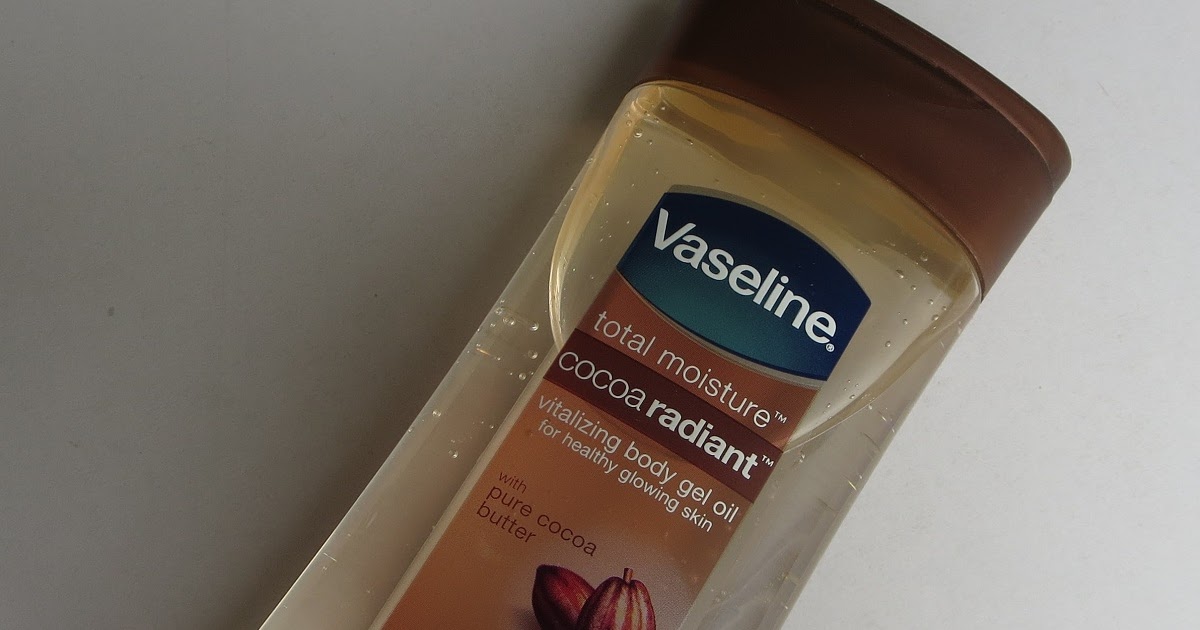 Vaseline®
total moisture™
cocoa radiant™
vitalizing body gel oil
for healthy glowing skin
with
pure cocoa
butter